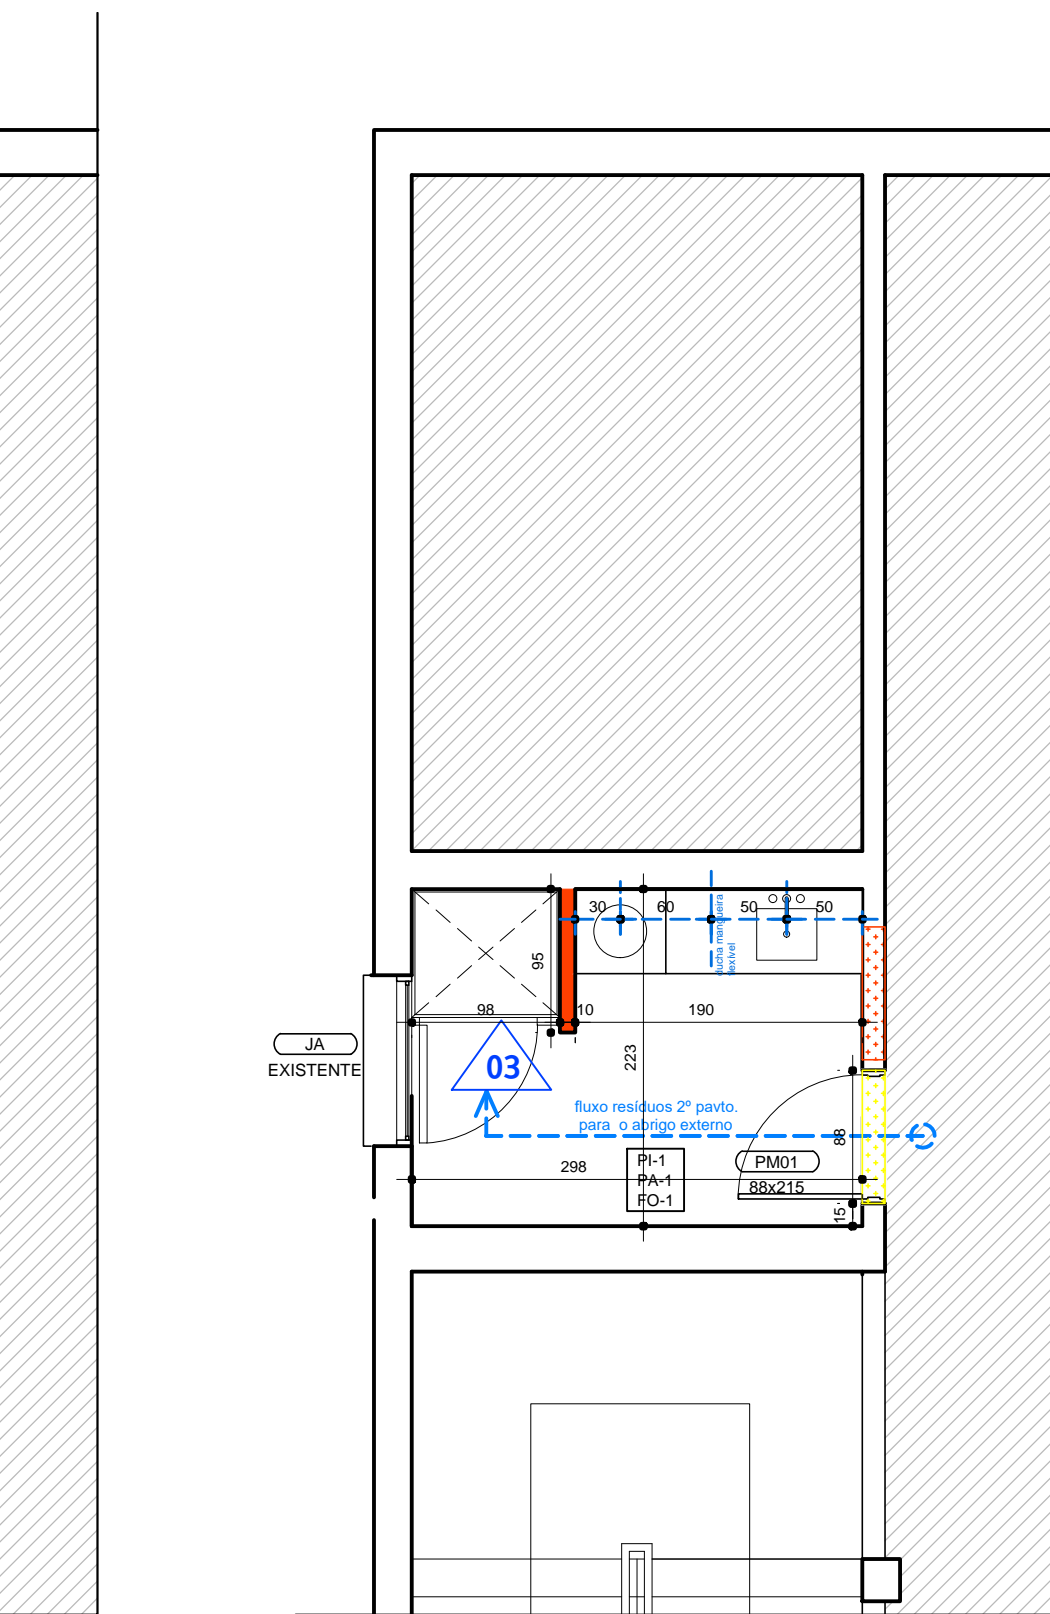 30
60
50
50
ducha mangueira
flexível
95
98
10
190
JA
EXISTENTE
03
223
fluxo resíduos 2º pavto.
para o abrigo externo
88
298
PI-1
PA-1
FO-1
PM01
88x215
15